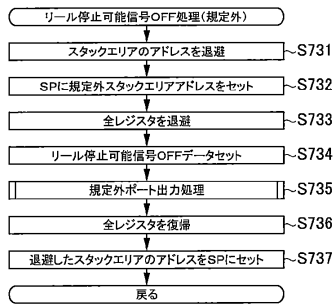 リール停止可能信号OFF処理(規定外)
スタックエリアのアドレスを退避
S731
SPに規定外スタックエリアアドレスをセット
S732
全レジスタを退避
S733
リール停止可能信号OFFデータセット
S734
規定外ポート出力処理
S735
全レジスタを復帰
S736
退避したスタックエリアのアドレスをSPにセット
S737
戻る